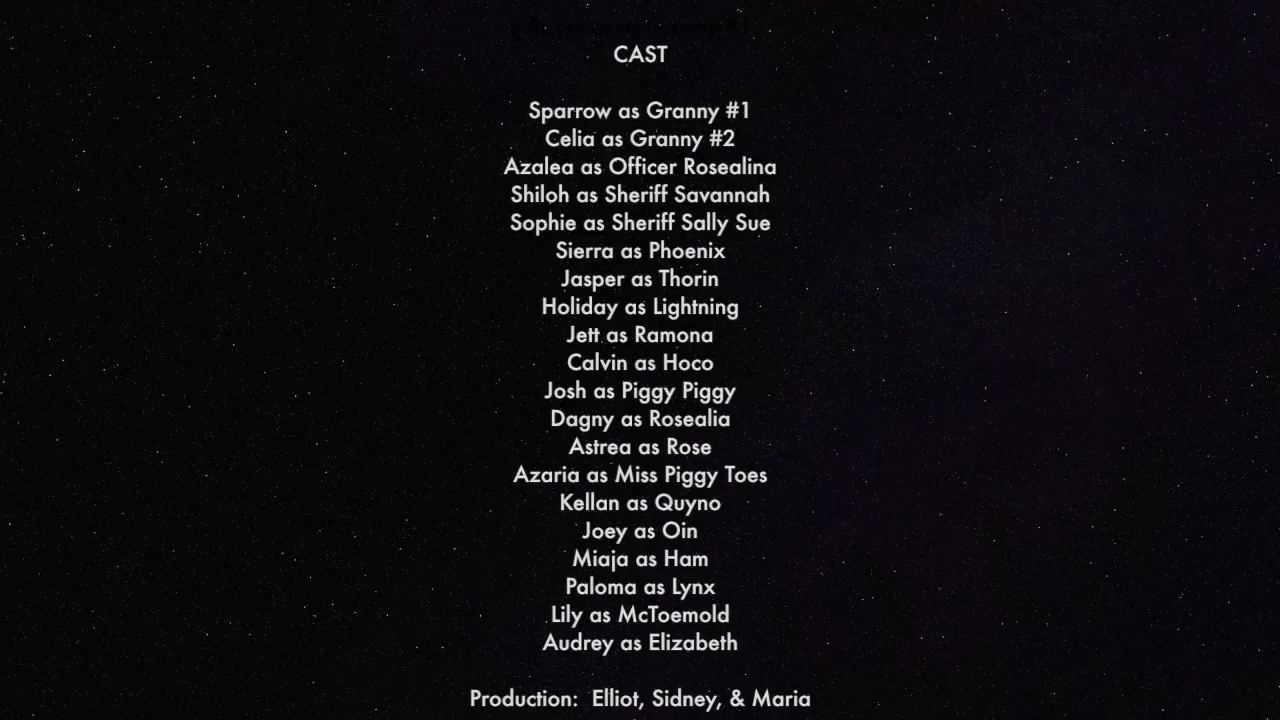 CAST
Sparrow as Granny #1
Celia as Granny #2
Azalea as Officer Rosealina
Shiloh as Sheriff Savannah
Sophie as Sheriff Sally Sue
Sierra as Phoenix
Jasper as Thorin
Holiday as Lightning
Jett as Ramona
Calvin as Hoco
Josh as Piggy Piggy
Dagny as Rosealia
Astrea as Rose
Azaria as Miss Piggy Toes
Kellan as Quyno
Joey as Oin
Miaja as Ham
Paloma as Lynx
Lily as McToemold
Audrey as Elizabeth
Production:  Elliot, Sidney, & Maria